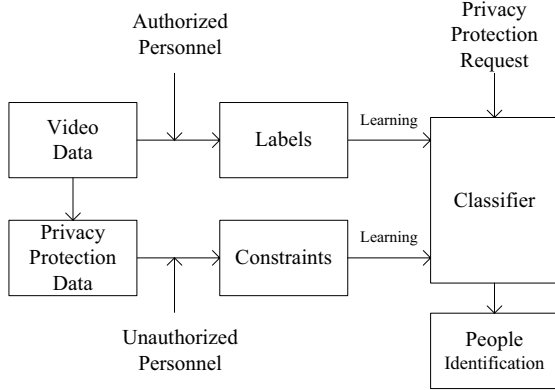 Authorized
Personnel
Privacy
Protection
Request
Video
Data
Labels
Learning
Classifier
Privacy
Protection
Data
Constraints
Learning
Unauthorized
Personnel
People
Identification